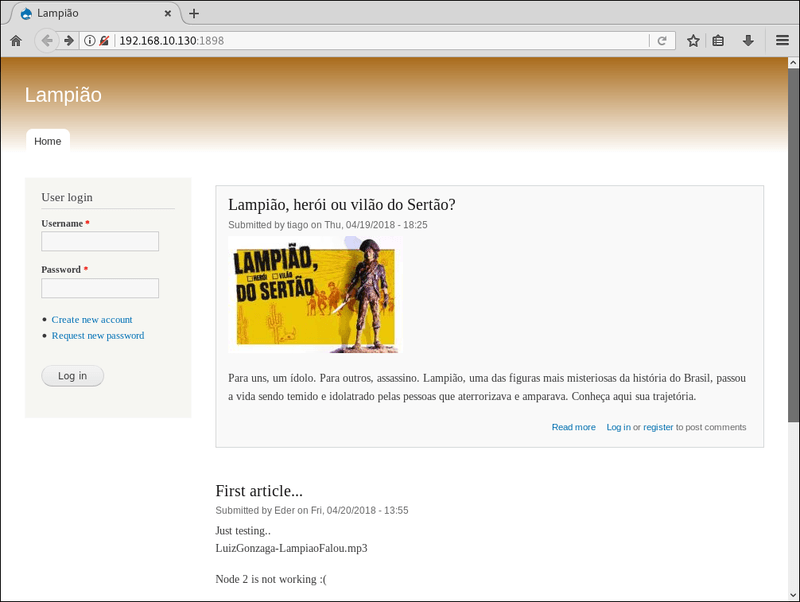 Lampião
192.168.10.130:1898
Lampião
Home
User login
Username *
Password *
Create new account
Request new password
Log in
Lampião, herói ou vilão do Sertão?
Submitted by tiago on Thu, 04/19/2018 - 18:25
LAMPIÃO,
HERÓI VILÃO
DO SERTÃO
Para uns, um ídolo. Para outros, assassino. Lampião, uma das figuras mais misteriosas da história do Brasil, passou
a vida sendo temido e idolatrado pelas pessoas que aterrorizava e amparava. Conheça aqui sua trajetória.
Read more Log in or register to post comments
First article...
Submitted by Eder on Fri, 04/20/2018 - 13:55
Just testing..
LuizGonzaga-LampiaoFalou.mp3
Node 2 is not working :(